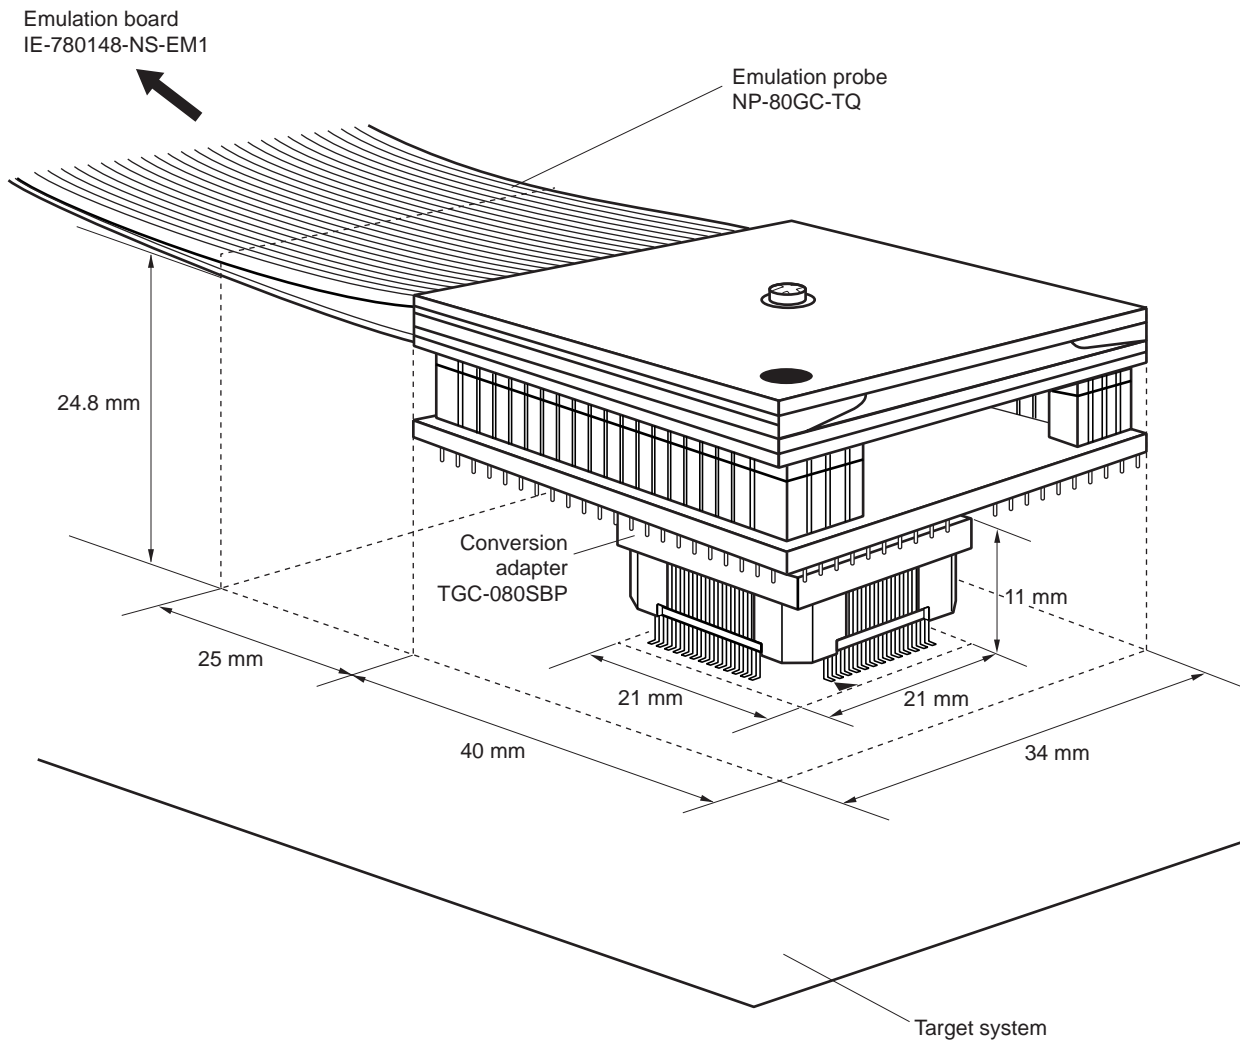 Emulation board
IE-780148-NS-EM1
Emulation probe
NP-80GC-TQ
24.8 mm
Conversion
adapter
TGC-080SBP
11 mm
25 mm
21 mm
21 mm
40 mm
34 mm
Target system